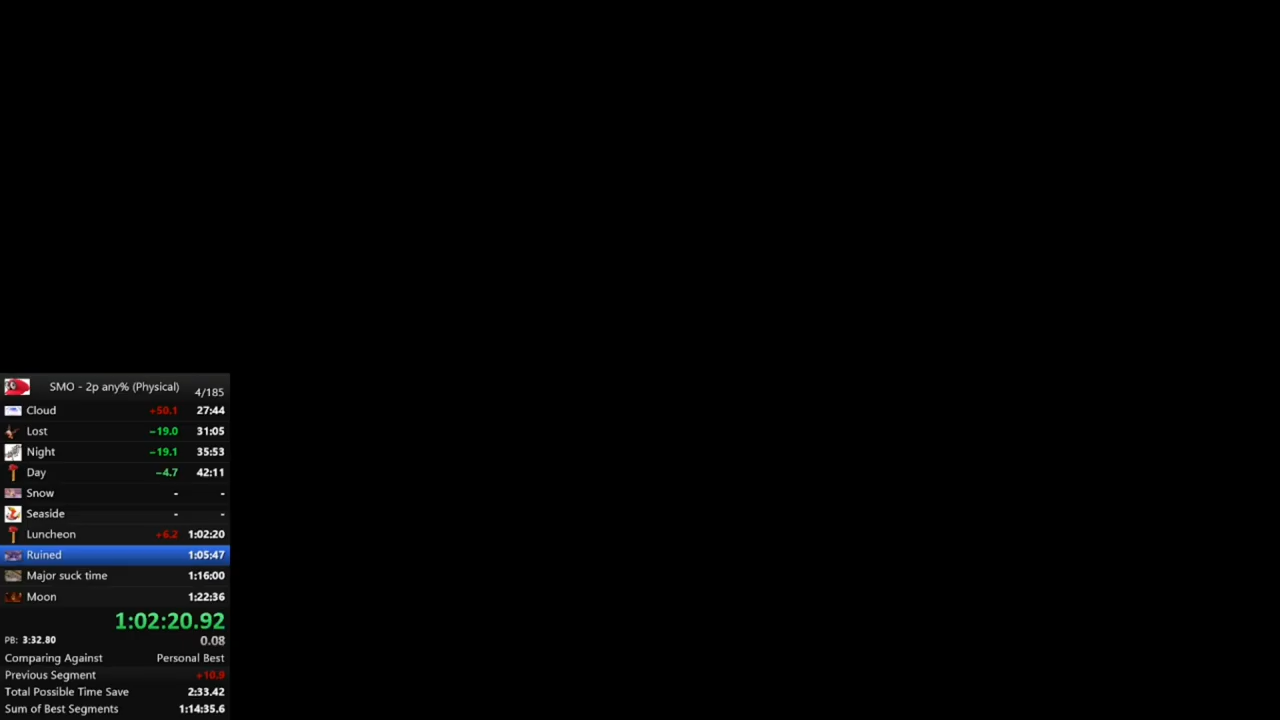 SMO - 2p any% (Physical) 4/185
Cloud +50.1 27:44
Lost −19.0 31:05
Night −19.1 35:53
Day −4.7 42:11
Snow - -
Seaside - -
Luncheon +6.2 1:02:20
Ruined 1:05:47
Major suck time 1:16:00
Moon 1:22:36
1:02:20.92
PB: 3:32.80 0.08
Comparing Against Personal Best
Previous Segment +10.9
Total Possible Time Save 2:33.42
Sum of Best Segments 1:14:35.6